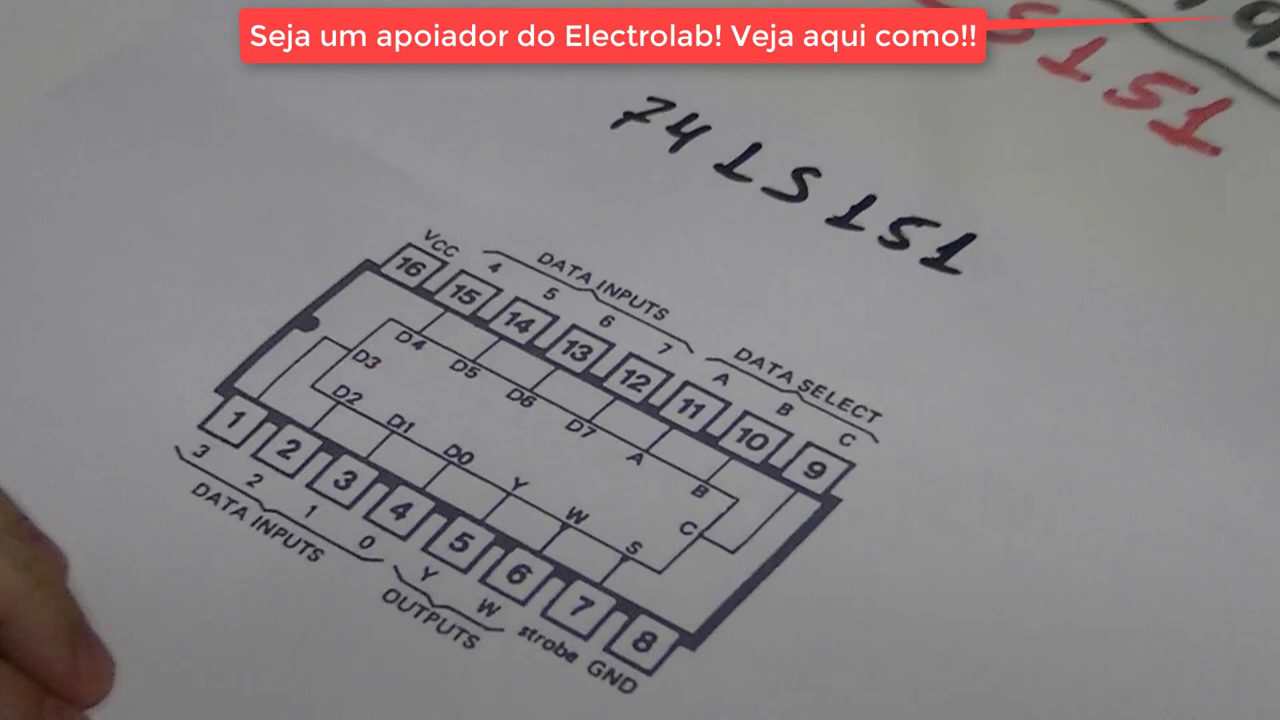 Seja um apoiador do Electrolab! Veja aqui como!!
S151
74LS151
VCC
DATA INPUTS
4 5 6 7
DATA SELECT
A B C
16 15 14 13 12 11 10 9
D3 D4 D5 D6 D7 A B C
D2 D1 D0 Y W S
1 2 3 4 5 6 7 8
3 2 1 0
DATA INPUTS
Y W
OUTPUTS
strobe
GND